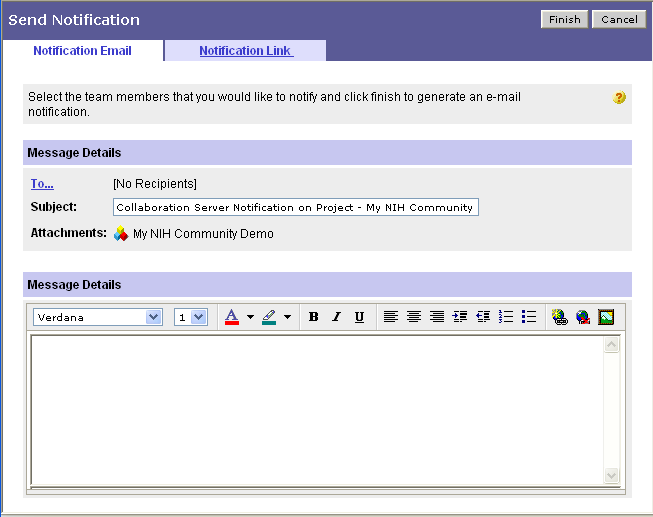 Send Notification
Finish
Cancel
Notification Email
Notification Link
Select the team members that you would like to notify and click finish to generate an e-mail
notification.
?
Message Details
To...
[No Recipients]
Subject:
Collaboration Server Notification on Project - My NIH Community
Attachments:
My NIH Community Demo
Message Details
Verdana
1
A
B
I
U